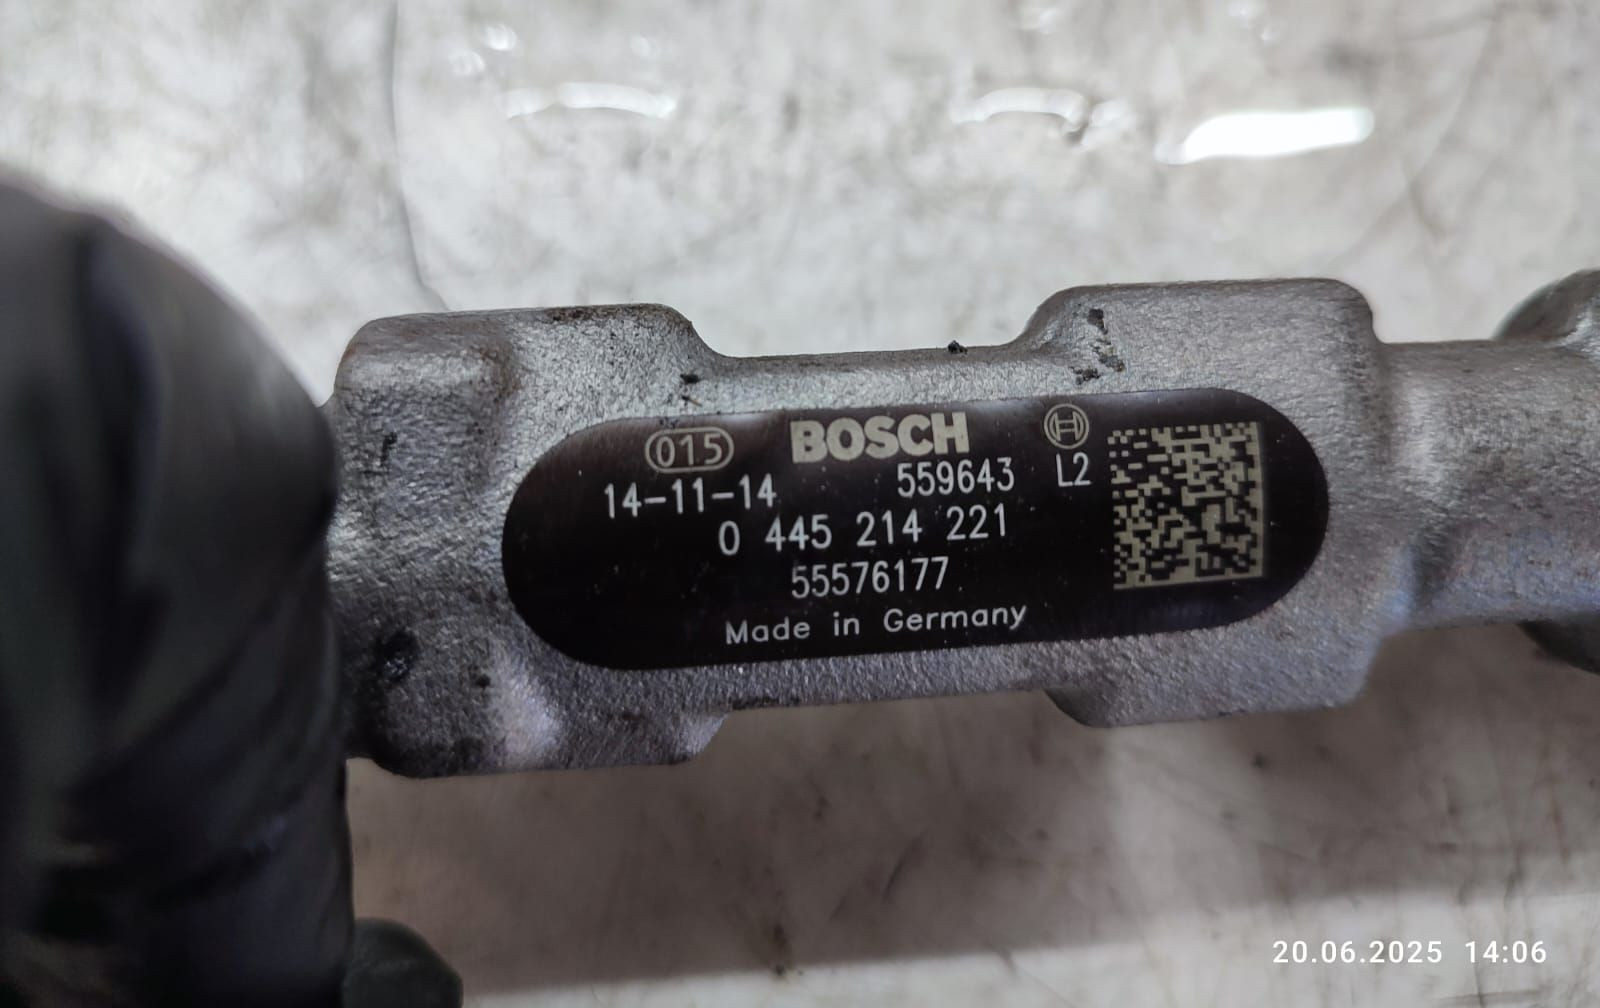 015 BOSCH
14-11-14 559643 L2
0 445 214 221
55576177
Made in Germany
20.06.2025 14:06